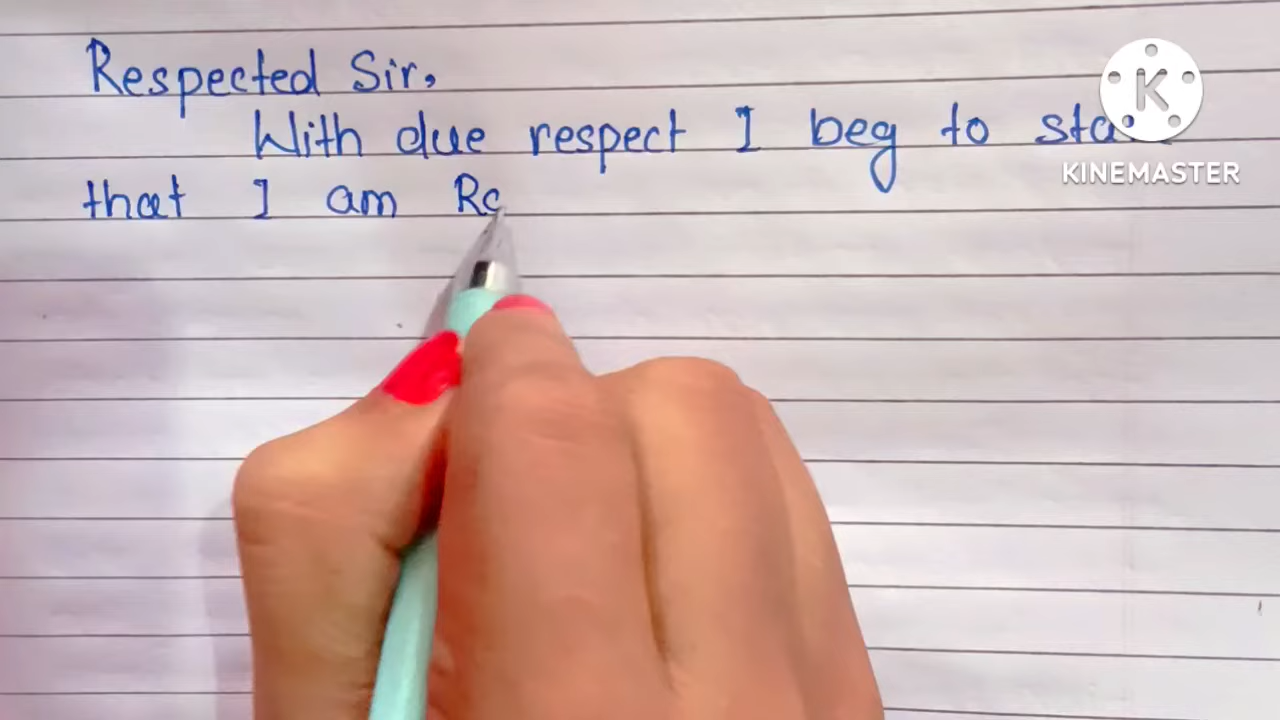 Respected Sir,
With due respect I beg to
that I am
K
KINEMASTER